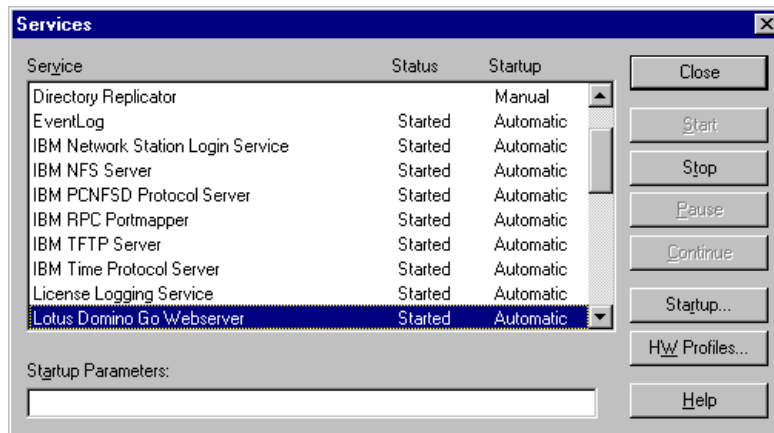 Services
Service Status Startup
Directory Replicator Manual
EventLog Started Automatic
IBM Network Station Login Service Started Automatic
IBM NFS Server Started Automatic
IBM PCNFSD Protocol Server Started Automatic
IBM RPC Portmapper Started Automatic
IBM TFTP Server Started Automatic
IBM Time Protocol Server Started Automatic
License Logging Service Started Automatic
Lotus Domino Go Webserver Started Automatic
Startup Parameters:
Close
Start
Stop
Pause
Continue
Startup...
HW Profiles...
Help